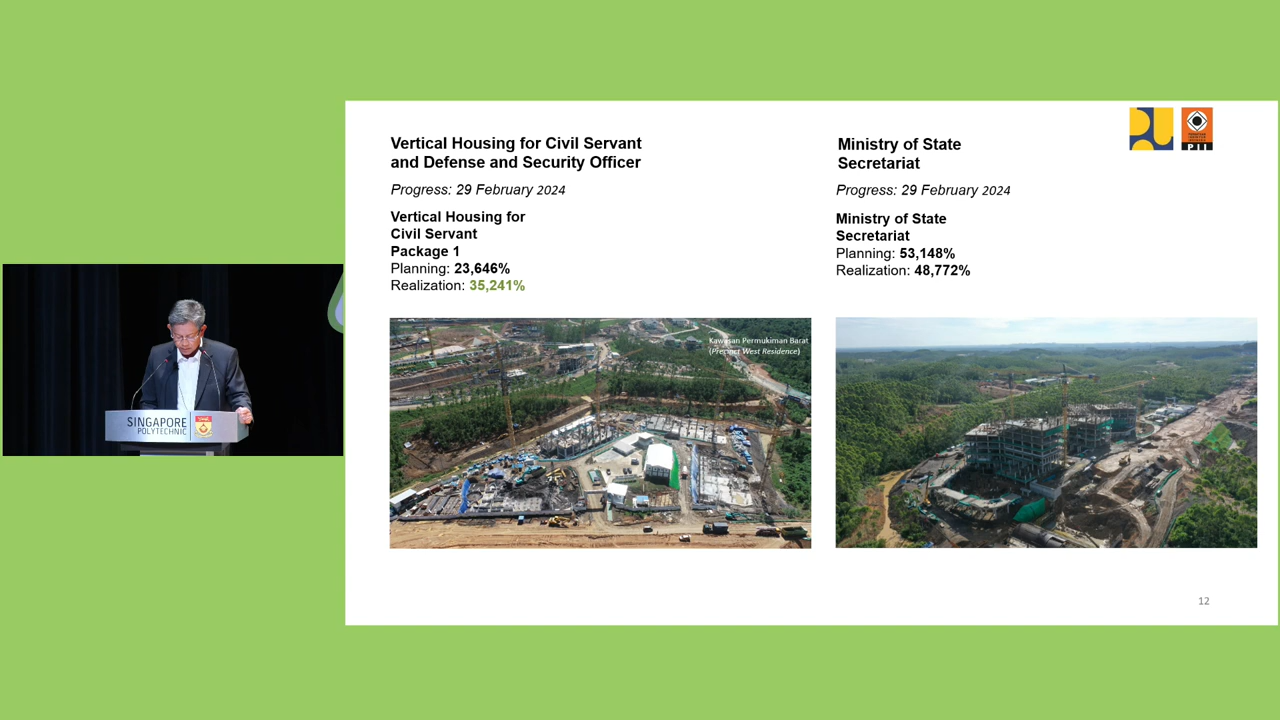 Vertical Housing for Civil Servant
and Defense and Security Officer
Progress: 29 February 2024
Vertical Housing for
Civil Servant
Package 1
Planning: 23,646%
Realization: 35,241%
Kawasan Permukiman Barat
(Precinct West Residence)
Ministry of State
Secretariat
Progress: 29 February 2024
Ministry of State
Secretariat
Planning: 53,148%
Realization: 48,772%
PII
12
SINGAPORE
POLYTECHNIC